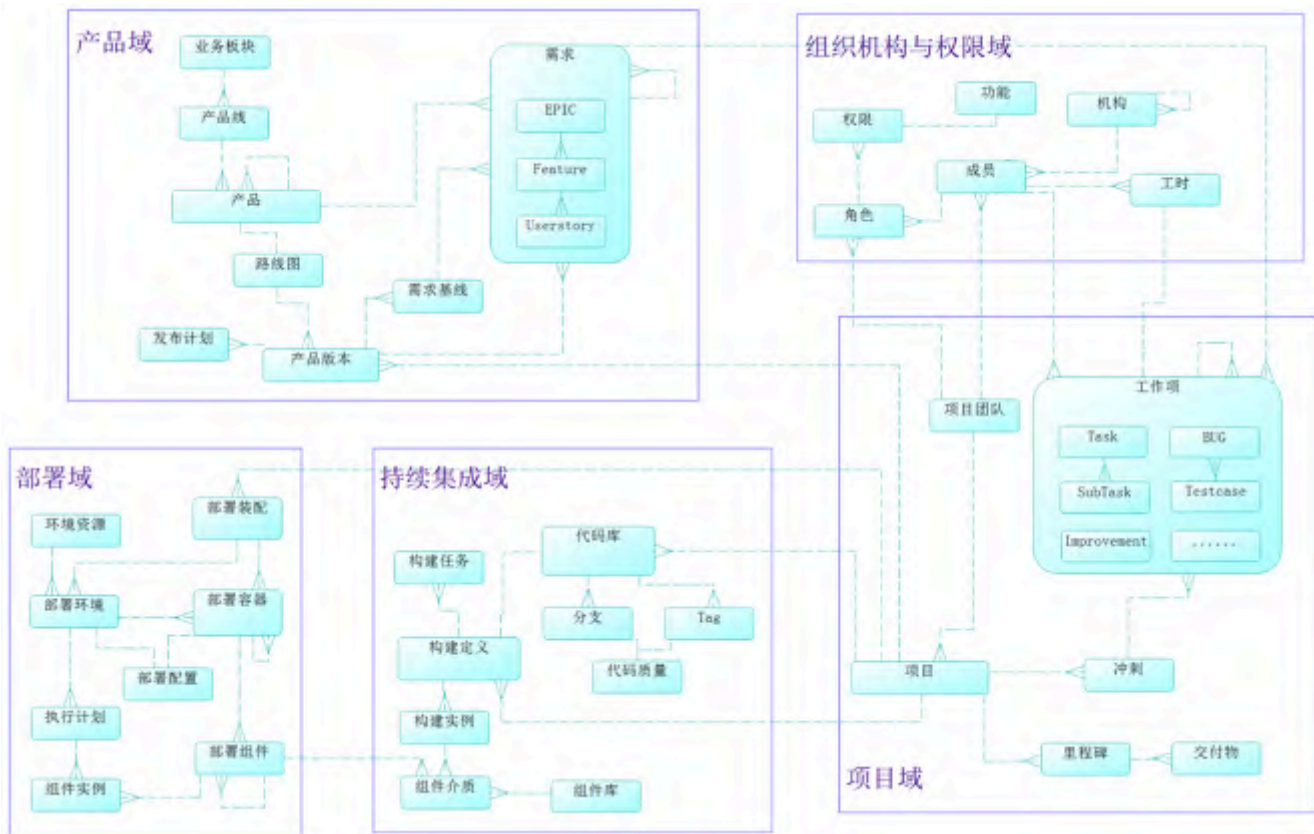 产品域
业务板块
产品线
产品
路线图
发布计划
产品版本
需求基线
需求
EPIC
Feature
Userstory
组织机构与权限域
功能
机构
权限
成员
工时
角色
项目团队
工作项
Task
BUG
SubTask
Testcase
Improvement
......
项目
冲刺
里程碑
交付物
项目域
部署域
部署装配
环境资源
部署环境
部署容器
部署配置
执行计划
部署组件
组件实例
持续集成域
代码库
构建任务
分支
Tag
构建定义
代码质量
构建实例
组件介质
组件库